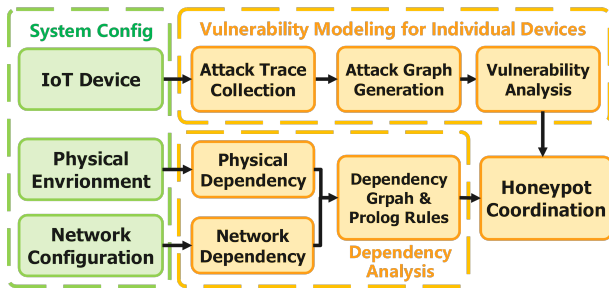 System Config
Vulnerability Modeling for Individual Devices
IoT Device
Attack Trace
Collection
Attack Graph
Generation
Vulnerability
Analysis
Physical
Envrionment
Physical
Dependency
Dependency
Grpah &
Prolog Rules
Honeypot
Coordination
Network
Configuration
Network
Dependency
Dependency
Analysis